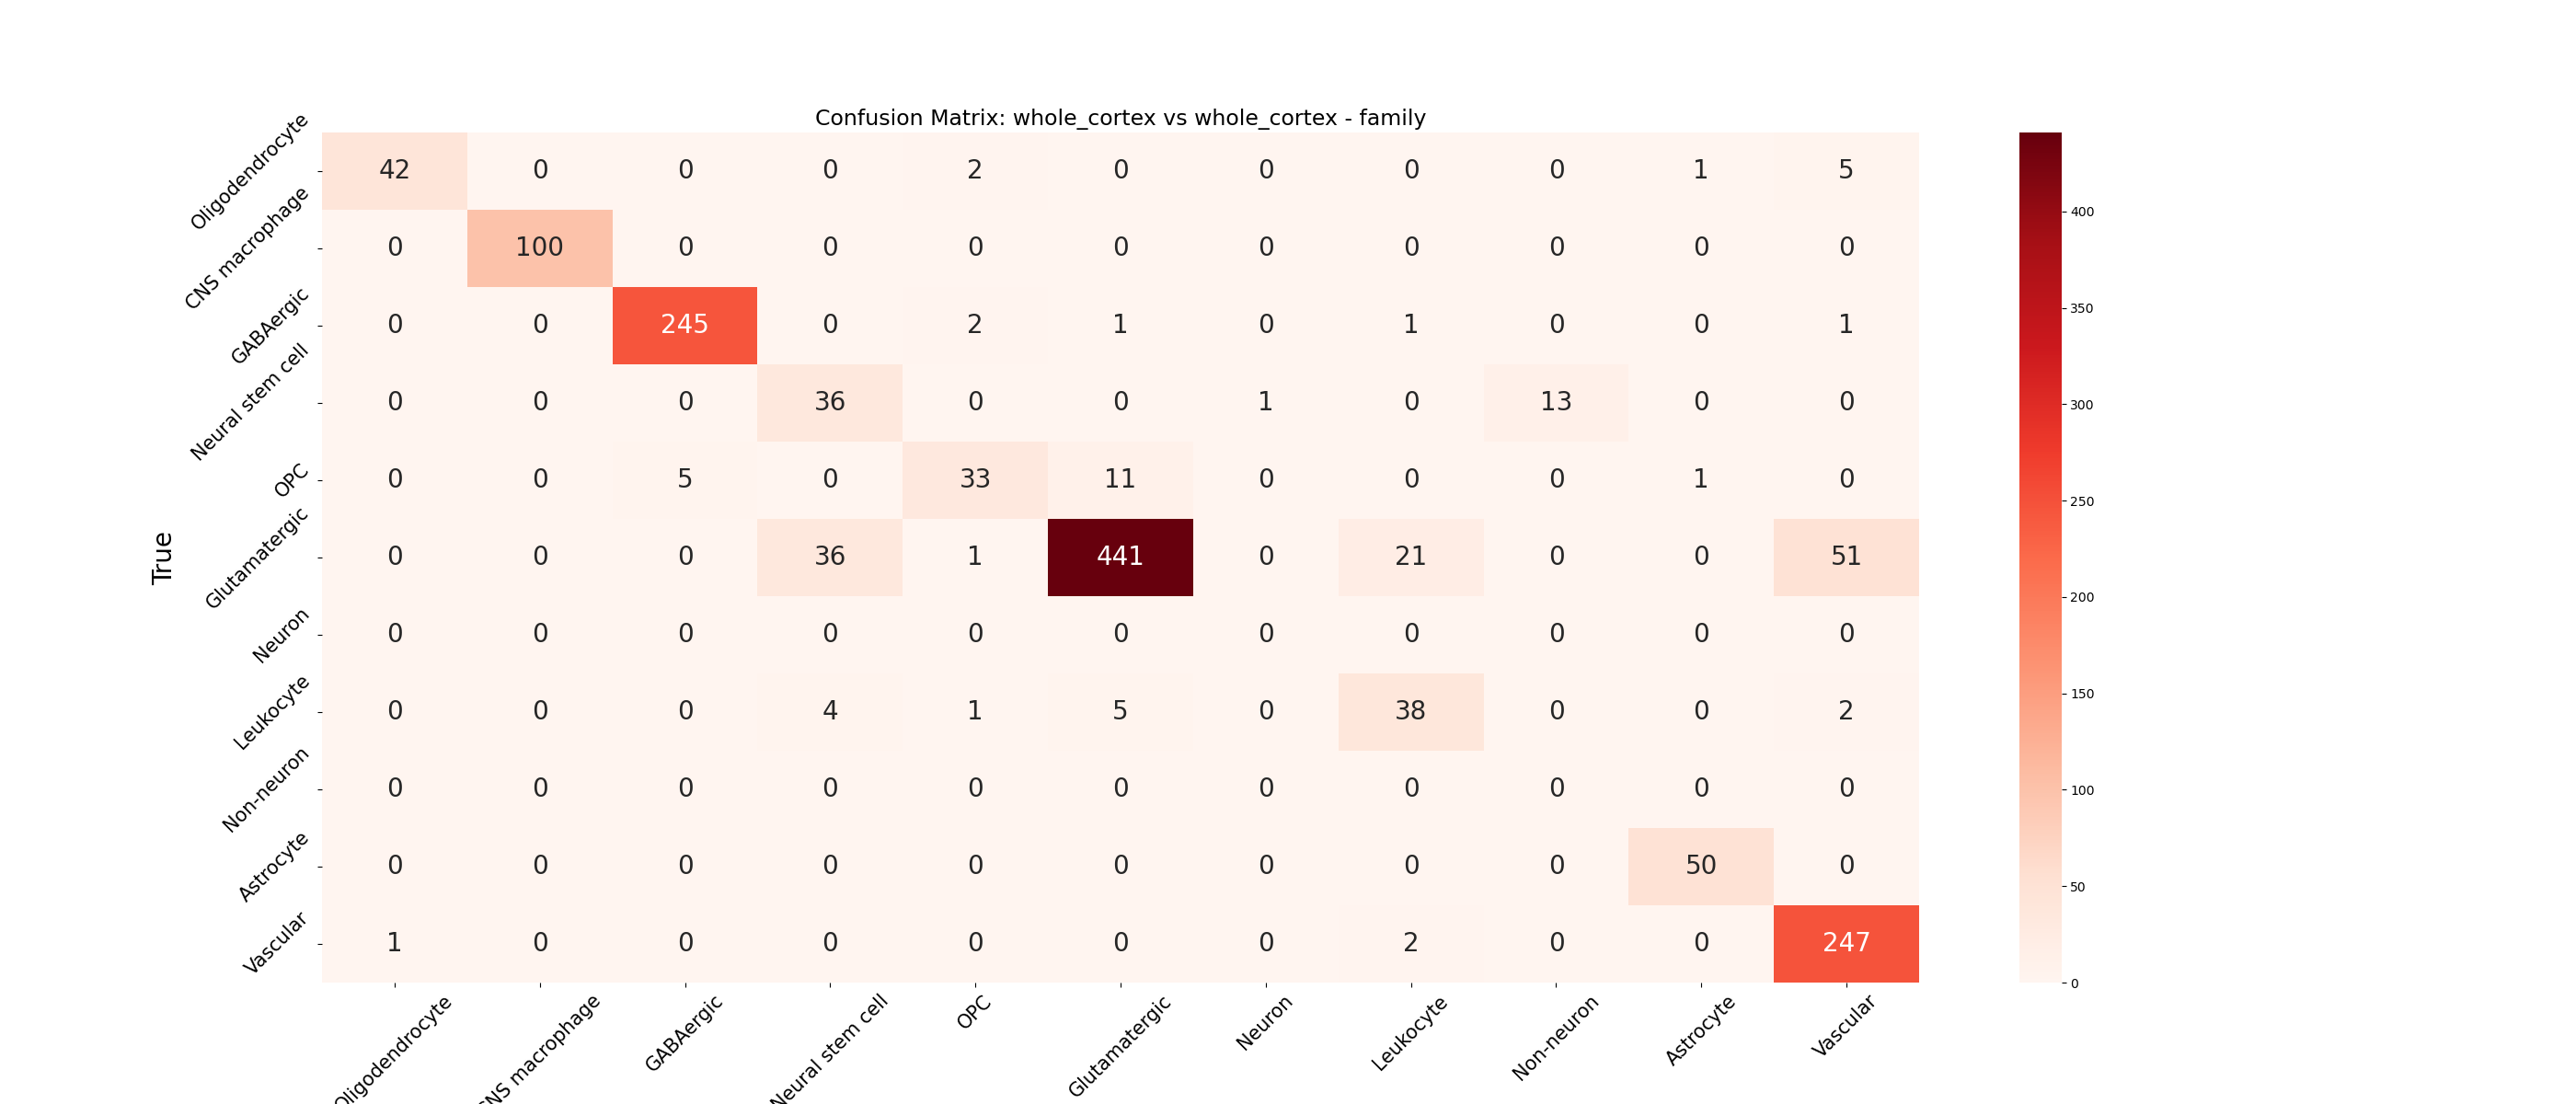 Confusion Matrix: whole_cortex vs whole_cortex - family
True
Oligodendrocyte 42 0 0 0 2 0 0 0 0 1 5
CNS macrophage 0 100 0 0 0 0 0 0 0 0 0
GABAergic 0 0 245 0 2 1 0 1 0 0 1
Neural stem cell 0 0 0 36 0 0 1 0 13 0 0
OPC 0 0 5 0 33 11 0 0 0 1 0
Glutamatergic 0 0 0 36 1 441 0 21 0 0 51
Neuron 0 0 0 0 0 0 0 0 0 0 0
Leukocyte 0 0 0 4 1 5 0 38 0 0 2
Non-neuron 0 0 0 0 0 0 0 0 0 0 0
Astrocyte 0 0 0 0 0 0 0 0 0 50 0
Vascular 1 0 0 0 0 0 0 2 0 0 247
Oligodendrocyte CNS macrophage GABAergic Neural stem cell OPC Glutamatergic Neuron Leukocyte Non-neuron Astrocyte Vascular
400
350
300
250
200
150
100
50
0